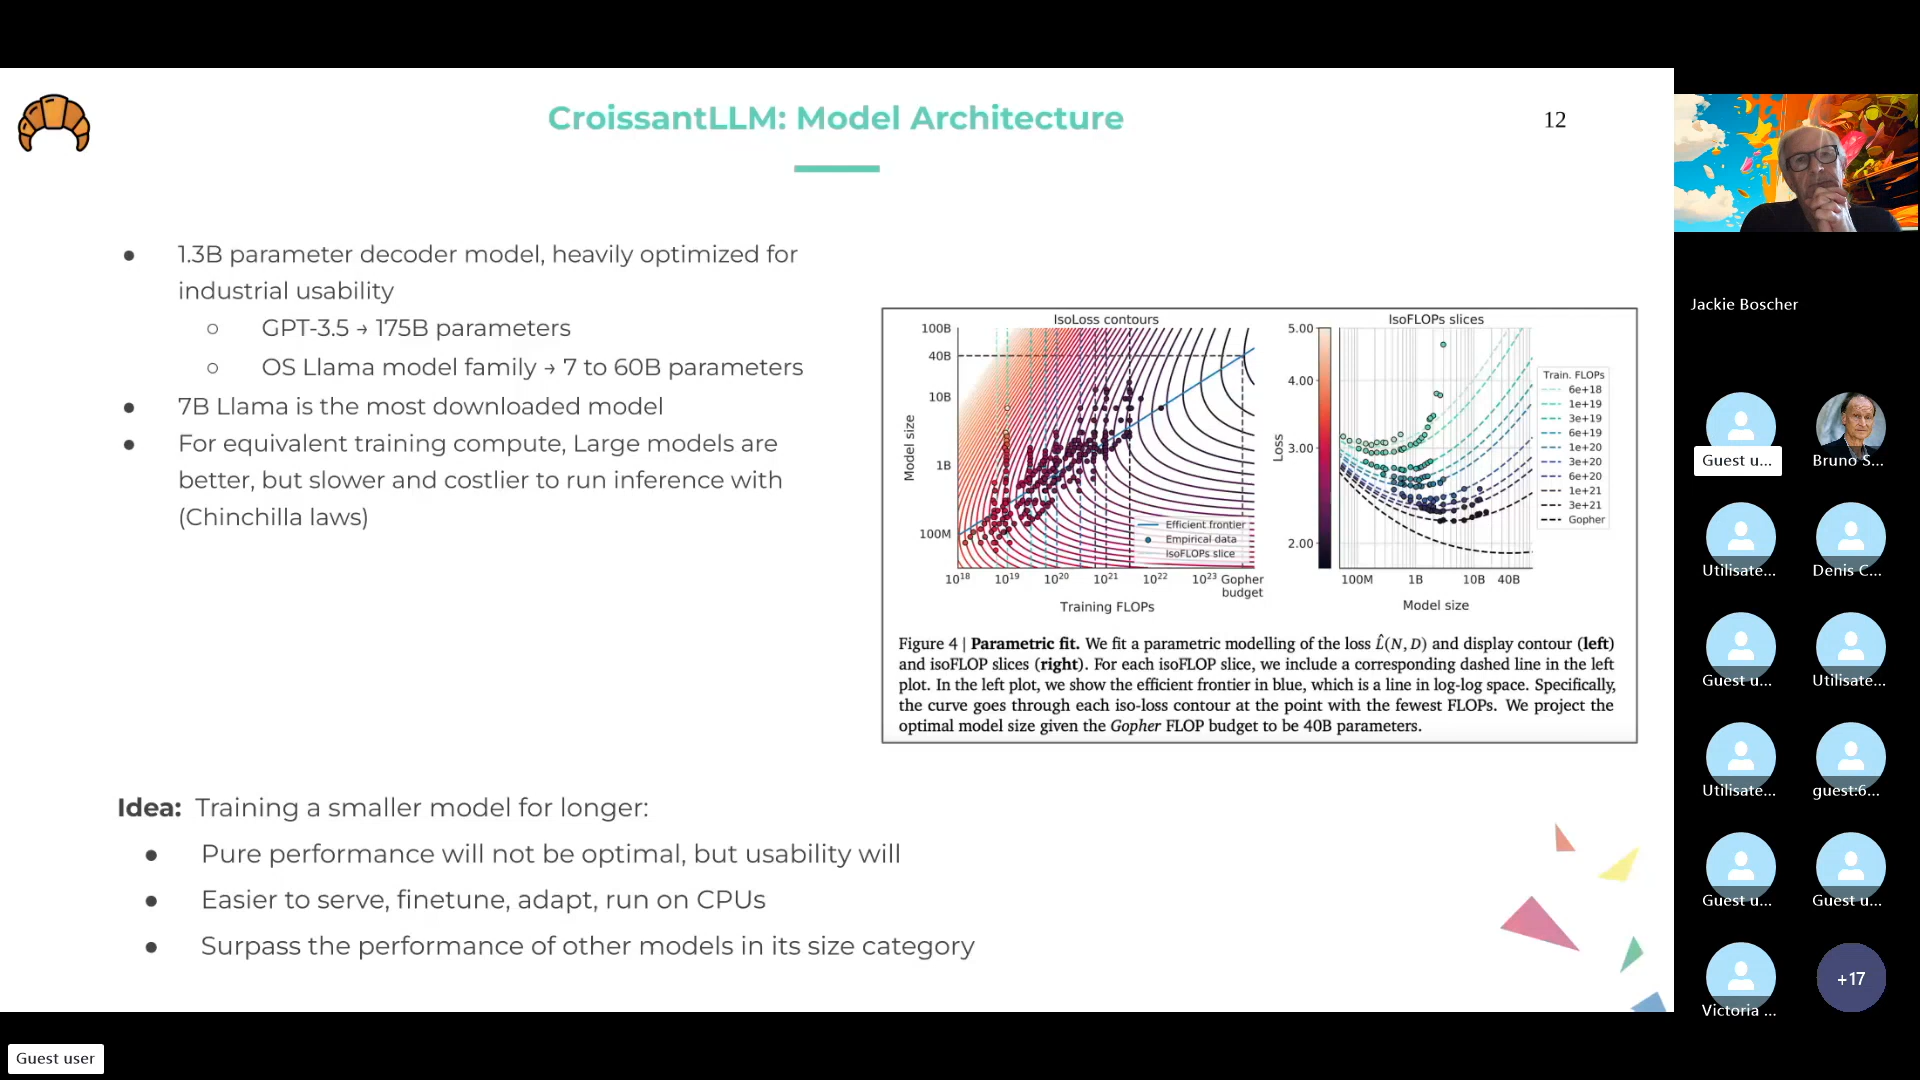 CroissantLLM: Model Architecture
12
● 1.3B parameter decoder model, heavily optimized for
industrial usability
○ GPT-3.5 → 175B parameters
○ OS Llama model family → 7 to 60B parameters
● 7B Llama is the most downloaded model
● For equivalent training compute, Large models are
better, but slower and costlier to run inference with
(Chinchilla laws)
IsoLoss contours
100B
40B
10B
1B
100M
Model size
10^18 10^19 10^20 10^21 10^22 10^23 Gopher
budget
Training FLOPs
Efficient frontier
Empirical data
IsoFLOPs slice
IsoFLOPs slices
5.00
4.00
3.00
2.00
Loss
100M 1B 10B 40B
Model size
Train. FLOPs
6e+18
1e+19
3e+19
6e+19
1e+20
3e+20
6e+20
1e+21
3e+21
Gopher
Figure 4 | Parametric fit. We fit a parametric modelling of the loss L̂(N, D) and display contour (left)
and isoFLOP slices (right). For each isoFLOP slice, we include a corresponding dashed line in the left
plot. In the left plot, we show the efficient frontier in blue, which is a line in log-log space. Specifically,
the curve goes through each iso-loss contour at the point with the fewest FLOPs. We project the
optimal model size given the Gopher FLOP budget to be 40B parameters.
Idea: Training a smaller model for longer:
● Pure performance will not be optimal, but usability will
● Easier to serve, finetune, adapt, run on CPUs
● Surpass the performance of other models in its size category
Jackie Boscher
Guest u... Bruno S...
Utilisate... Denis C...
Guest u... Utilisate...
Utilisate... guest:6...
Guest u... Guest u...
Victoria ... +17
Guest user